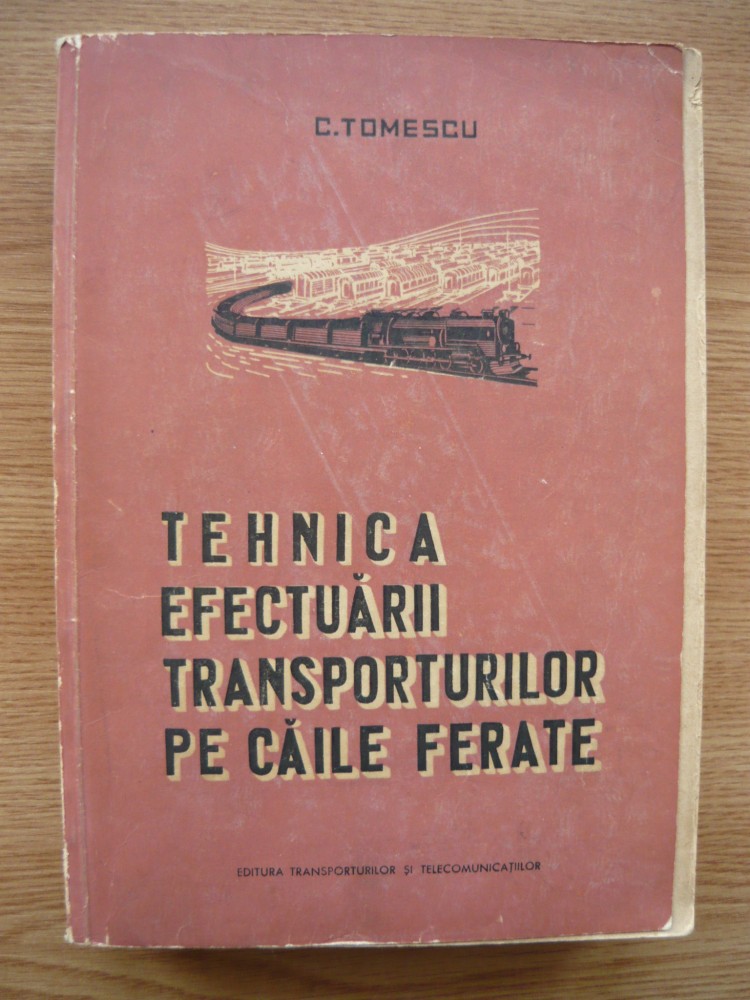 C.TOMESCU
TEHNICA
EFECTUĂRII
TRANSPORTURILOR
PE CĂILE FERATE
EDITURA TRANSPORTURILOR ȘI TELECOMUNICAȚIILOR